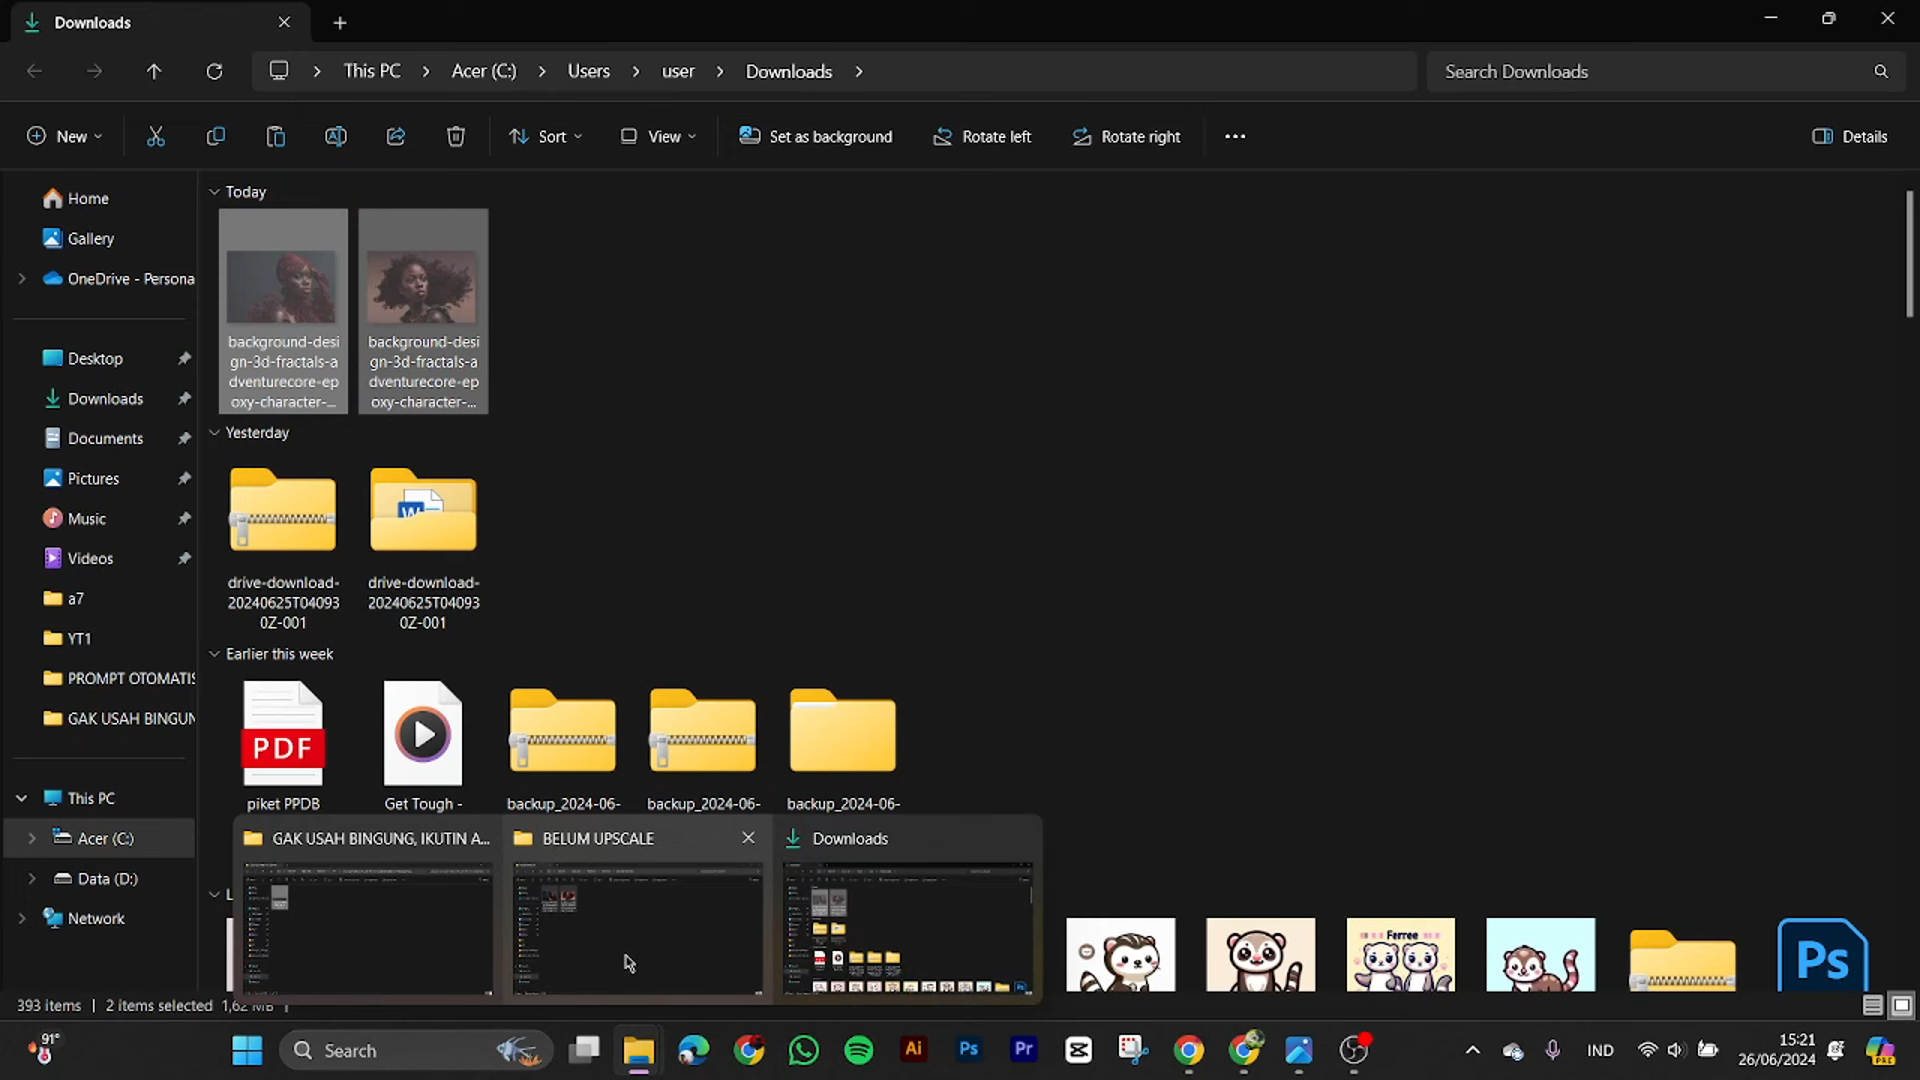 Downloads
This PC
Acer (C:)
Users
user
Downloads
Search Downloads
New
Sort
View
Set as background
Rotate left
Rotate right
Details
Home
Gallery
OneDrive - Persona
Desktop
Downloads
Documents
Pictures
Music
Videos
a7
YT1
PROMPT OTOMATIS
GAK USAH BINGUN
This PC
Acer (C:)
Data (D:)
Network
Today
background-desi
gn-3d-fractals-a
dventurecore-ep
oxy-character-...
background-desi
gn-3d-fractals-a
dventurecore-ep
oxy-character-...
Yesterday
drive-download-
20240625T04093
0Z-001
drive-download-
20240625T04093
0Z-001
Earlier this week
PDF
piket PPDB
Get Tough -
backup_2024-06-
backup_2024-06-
backup_2024-06-
GAK USAH BINGUNG, IKUTIN A...
BELUM UPSCALE
Downloads
Ferree
Ps
393 items
2 items selected 1,62 MB
91°
Search
Ai
Ps
Pr
IND
15:21
26/06/2024
PRE